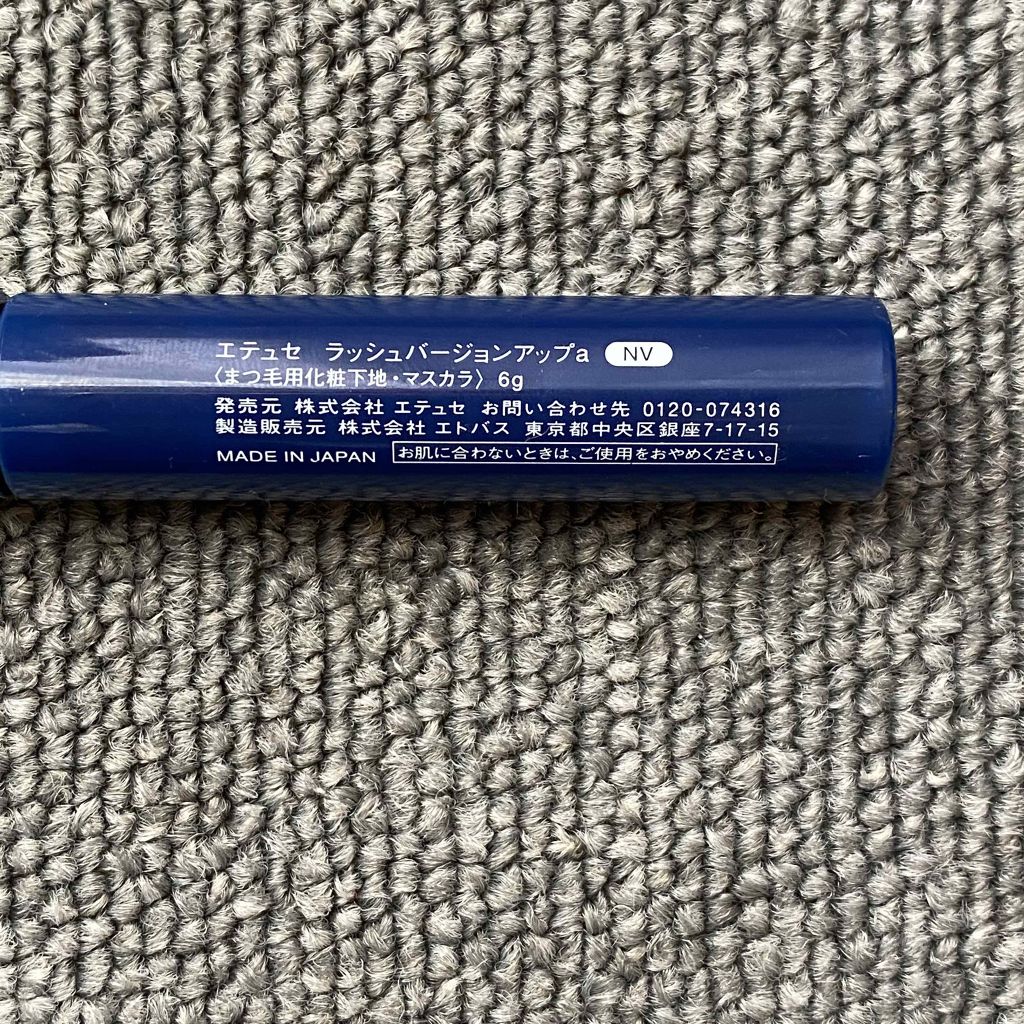 エテュセ ラッシュバージョンアップa NV
〈まつ毛用化粧下地・マスカラ〉 6g
発売元 株式会社 エテュセ お問い合わせ先 0120-074316
製造販売元 株式会社 エトバス 東京都中央区銀座7-17-15
MADE IN JAPAN お肌に合わないときは、ご使用をおやめください。